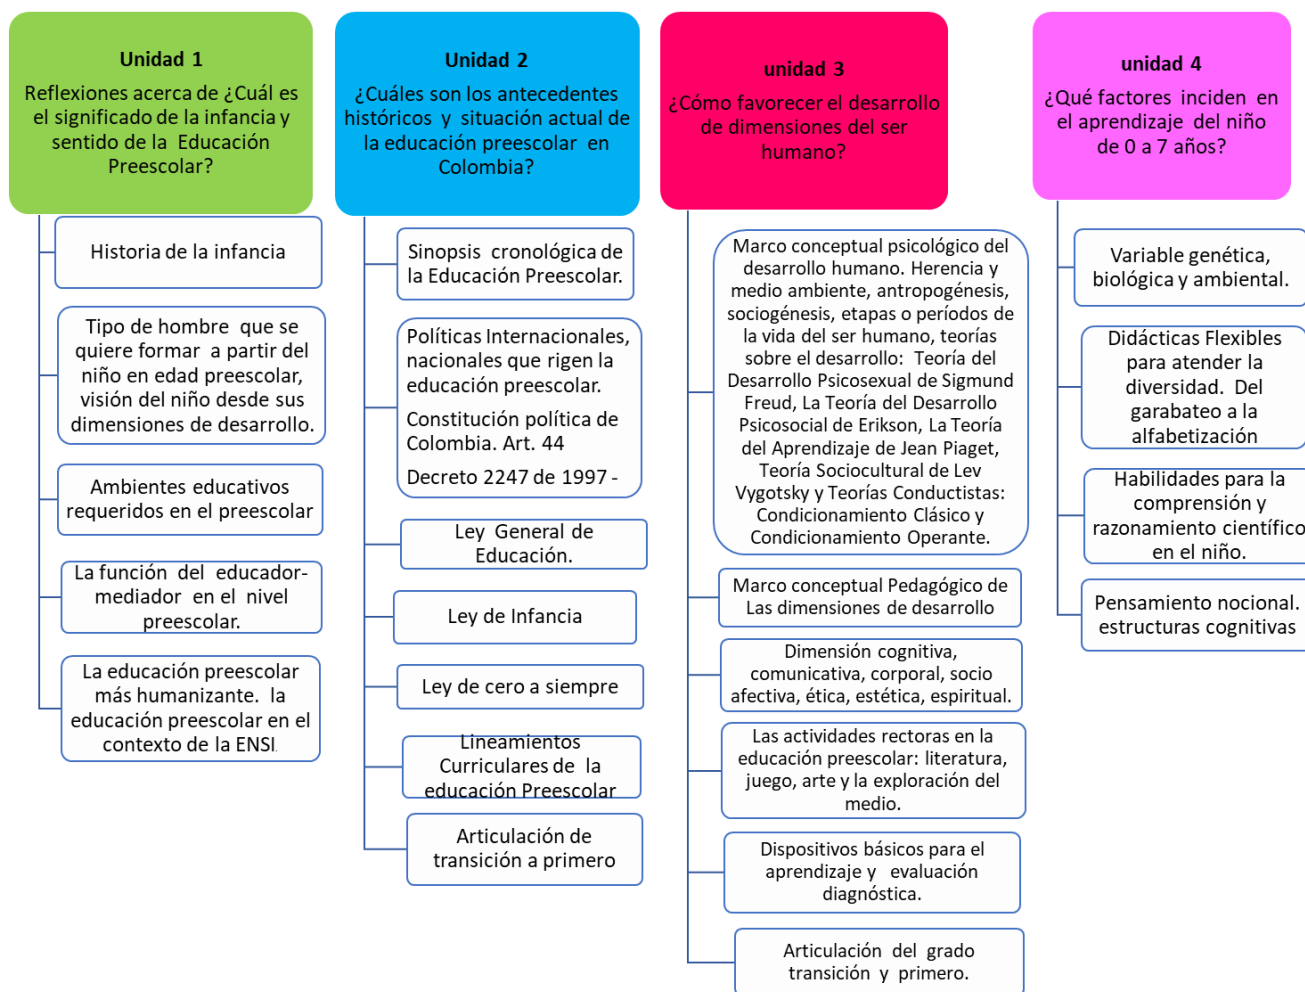 Unidad 1
Reflexiones acerca de ¿Cuál es
el significado de la infancia y
sentido de la Educación
Preescolar?
Historia de la infancia
Tipo de hombre que se
quiere formar a partir del
niño en edad preescolar,
visión del niño desde sus
dimensiones de desarrollo.
Ambientes educativos
requeridos en el preescolar
La función del educador-
mediador en el nivel
preescolar.
La educación preescolar
más humanizante. la
educación preescolar en el
contexto de la ENSI.
Unidad 2
¿Cuáles son los antecedentes
históricos y situación actual de
la educación preescolar en
Colombia?
Sinopsis cronológica de
la Educación Preescolar.
Políticas Internacionales,
nacionales que rigen la
educación preescolar.
Constitución política de
Colombia. Art. 44
Decreto 2247 de 1997 -
Ley General de
Educación.
Ley de Infancia
Ley de cero a siempre
Lineamientos
Curriculares de la
educación Preescolar
Articulación de
transición a primero
unidad 3
¿Cómo favorecer el desarrollo
de dimensiones del ser
humano?
Marco conceptual psicológico del
desarrollo humano. Herencia y
medio ambiente, antropogénesis,
sociogénesis, etapas o períodos de
la vida del ser humano, teorías
sobre el desarrollo: Teoría del
Desarrollo Psicosexual de Sigmund
Freud, La Teoría del Desarrollo
Psicosocial de Erikson, La Teoría
del Aprendizaje de Jean Piaget,
Teoría Sociocultural de Lev
Vygotsky y Teorías Conductistas:
Condicionamiento Clásico y
Condicionamiento Operante.
Marco conceptual Pedagógico de
Las dimensiones de desarrollo
Dimensión cognitiva,
comunicativa, corporal, socio
afectiva, ética, estética, espiritual.
Las actividades rectoras en la
educación preescolar: literatura,
juego, arte y la exploración del
medio.
Dispositivos básicos para el
aprendizaje y evaluación
diagnóstica.
Articulación del grado
transición y primero.
unidad 4
¿Qué factores inciden en
el aprendizaje del niño
de 0 a 7 años?
Variable genética,
biológica y ambiental.
Didácticas Flexibles
para atender la
diversidad. Del
garabateo a la
alfabetización
Habilidades para la
comprensión y
razonamiento científico
en el niño.
Pensamiento nocional.
estructuras cognitivas